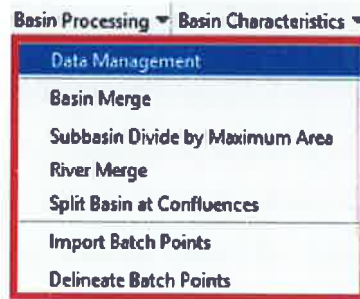 Basin Processing Basin Characteristics
Data Management
Basin Merge
Subbasin Divide by Maximum Area
River Merge
Split Basin at Confluences
Import Batch Points
Delineate Batch Points